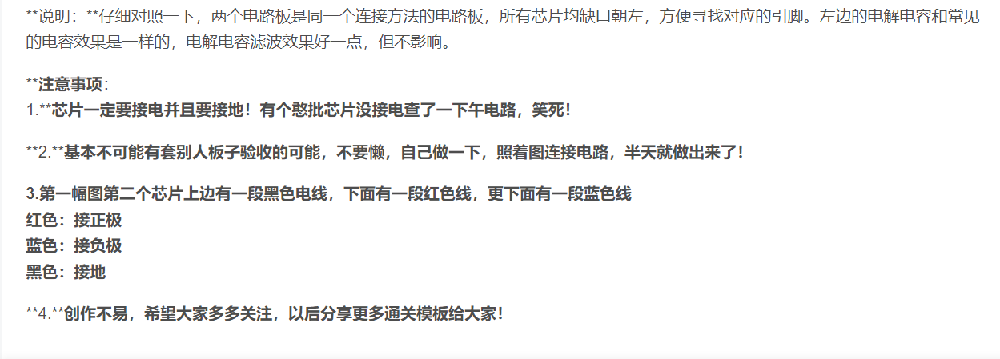 **说明：**仔细对照一下，两个电路板是同一个连接方法的电路板，所有芯片均缺口朝左，方便寻找对应的引脚。左边的电解电容和常见
的电容效果是一样的，电解电容滤波效果好一点，但不影响。
**注意事项：
1.**芯片一定要接电并且要接地！有个憨批芯片没接电查了一下午电路，笑死！
**2.**基本不可能有套别人板子验收的可能，不要懒，自己做一下，照着图连接电路，半天就做出来了！
3.第一幅图第二个芯片上边有一段黑色电线，下面有一段红色线，更下面有一段蓝色线
红色：接正极
蓝色：接负极
黑色：接地
**4.**创作不易，希望大家多多关注，以后分享更多通关模板给大家！